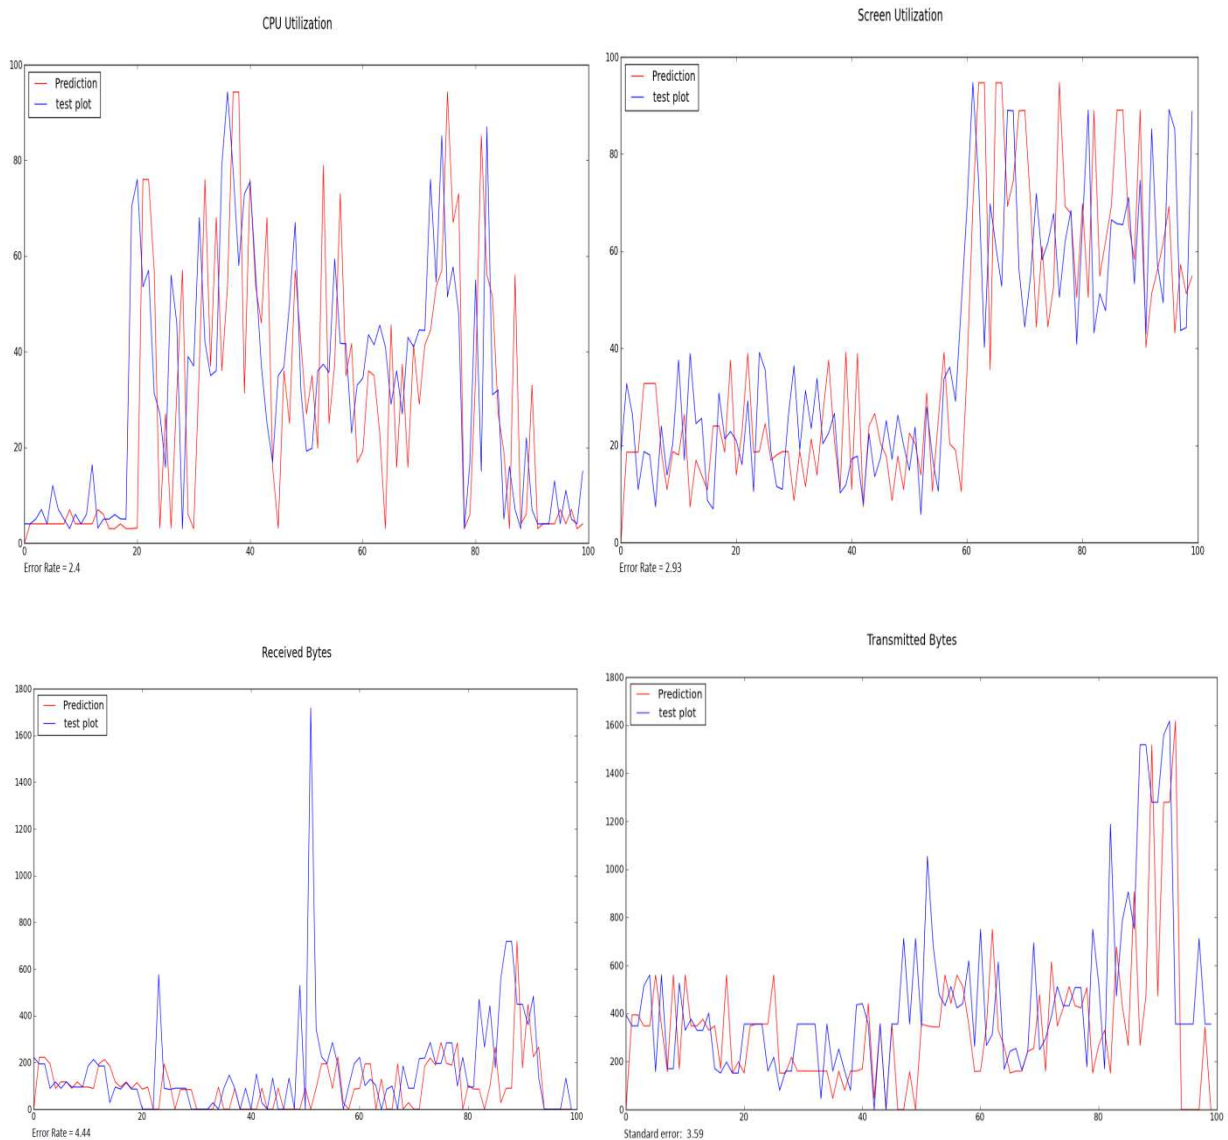 CPU Utilization
Prediction
test plot
100
80
60
40
20
0
0 20 40 60 80 100
Error Rate = 2.4
Screen Utilization
Prediction
test plot
100
80
60
40
20
0
0 20 40 60 80 100
Error Rate = 2.93
Received Bytes
Prediction
test plot
1800
1600
1400
1200
1000
800
600
400
200
0
0 20 40 60 80 100
Error Rate = 4.44
Transmitted Bytes
Prediction
test plot
1800
1600
1400
1200
1000
800
600
400
200
0
0 20 40 60 80 100
Standard error: 3.59